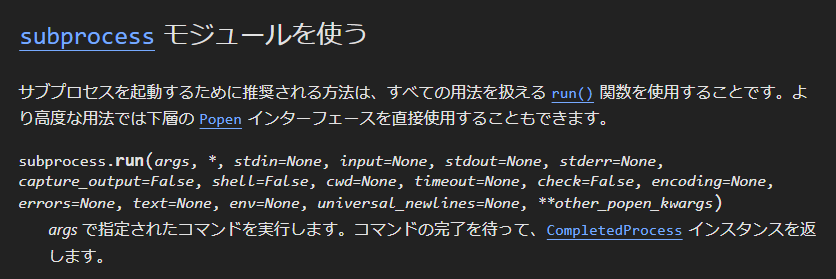 subprocess モジュールを使う
サブプロセスを起動するために推奨される方法は、すべての用法を扱える run() 関数を使用することです。よ
り高度な用法では下層の Popen インターフェースを直接使用することもできます。
subprocess.run(args, *, stdin=None, input=None, stdout=None, stderr=None,
capture_output=False, shell=False, cwd=None, timeout=None, check=False, encoding=None,
errors=None, text=None, env=None, universal_newlines=None, **other_popen_kwargs)
args で指定されたコマンドを実行します。コマンドの完了を待って、CompletedProcess インスタンスを返
します。